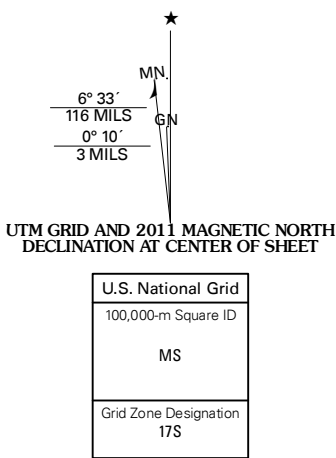 ★
MN
6° 33´
116 MILS
GN
0° 10´
3 MILS
UTM GRID AND 2011 MAGNETIC NORTH
DECLINATION AT CENTER OF SHEET
U.S. National Grid
100,000-m Square ID
MS
Grid Zone Designation
17S